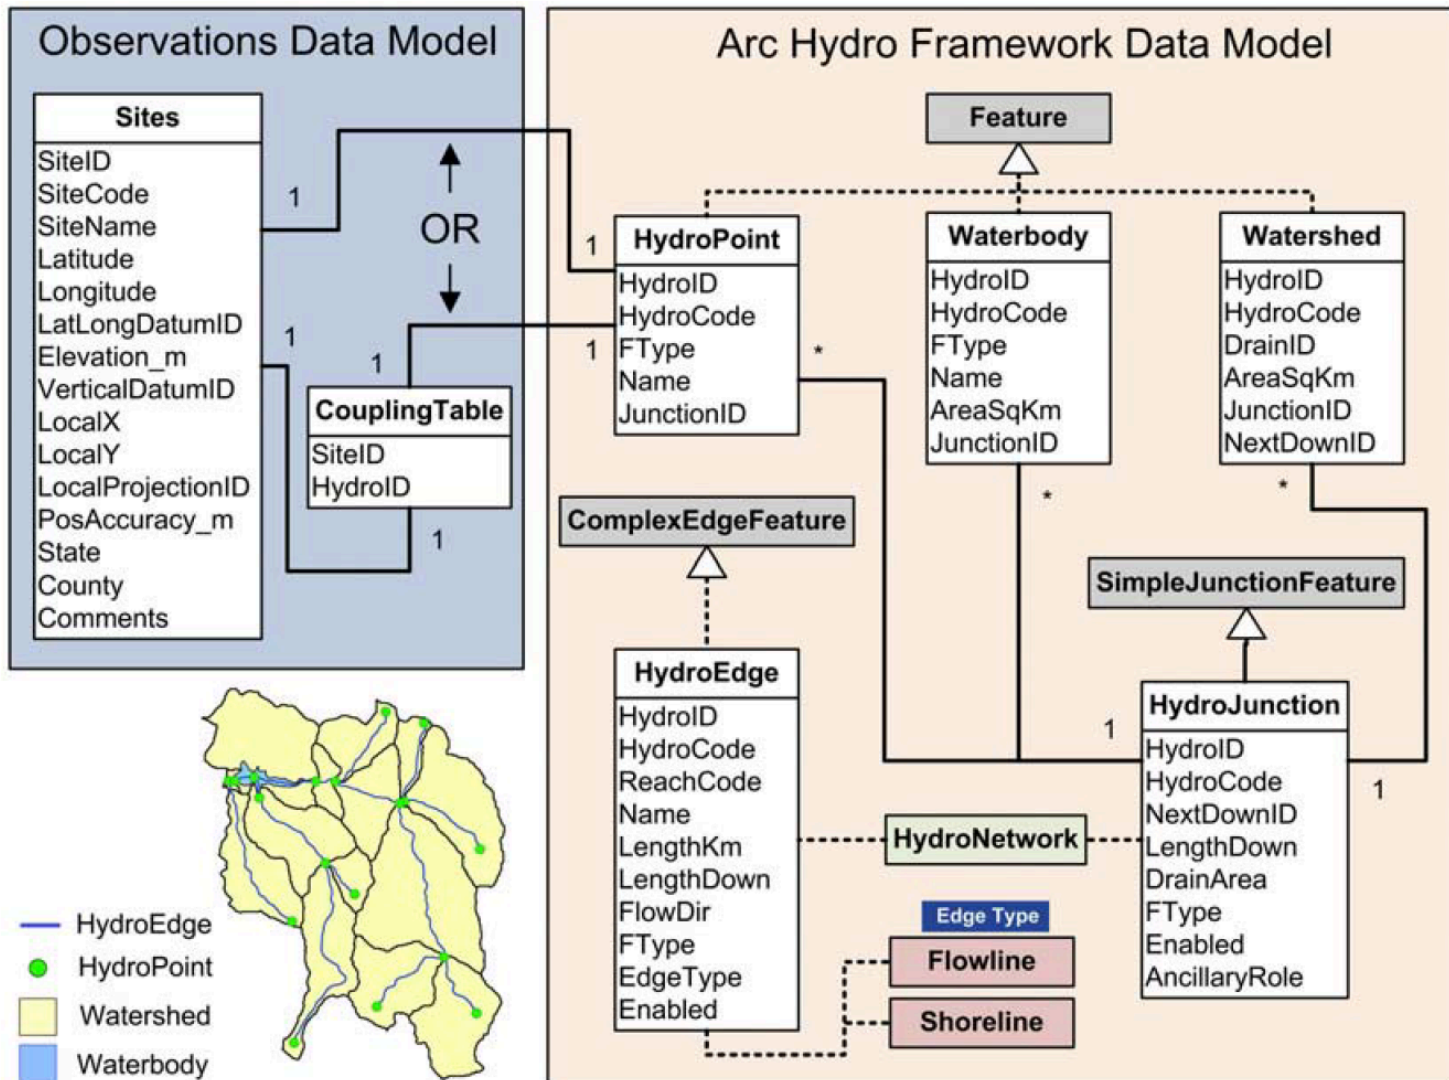 Observations Data Model
Sites
SiteID
SiteCode
SiteName
Latitude
Longitude
LatLongDatumID
Elevation_m
VerticalDatumID
LocalX
LocalY
LocalProjectionID
PosAccuracy_m
State
County
Comments
1
OR
1
1
1
1
1
CouplingTable
SiteID
HydroID
Arc Hydro Framework Data Model
Feature
HydroPoint
HydroID
HydroCode
FType
Name
JunctionID
*
Waterbody
HydroID
HydroCode
FType
Name
AreaSqKm
JunctionID
*
Watershed
HydroID
HydroCode
DrainID
AreaSqKm
JunctionID
NextDownID
*
ComplexEdgeFeature
SimpleJunctionFeature
HydroEdge
HydroID
HydroCode
ReachCode
Name
LengthKm
LengthDown
FlowDir
FType
EdgeType
Enabled
HydroJunction
HydroID
HydroCode
NextDownID
LengthDown
DrainArea
FType
Enabled
AncillaryRole
1
1
HydroNetwork
Edge Type
Flowline
Shoreline
HydroEdge
HydroPoint
Watershed
Waterbody